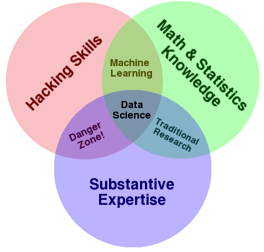 Hacking Skills
Math & Statistics
Knowledge
Machine
Learning
Data
Science
Danger
Zone!
Traditional
Research
Substantive
Expertise